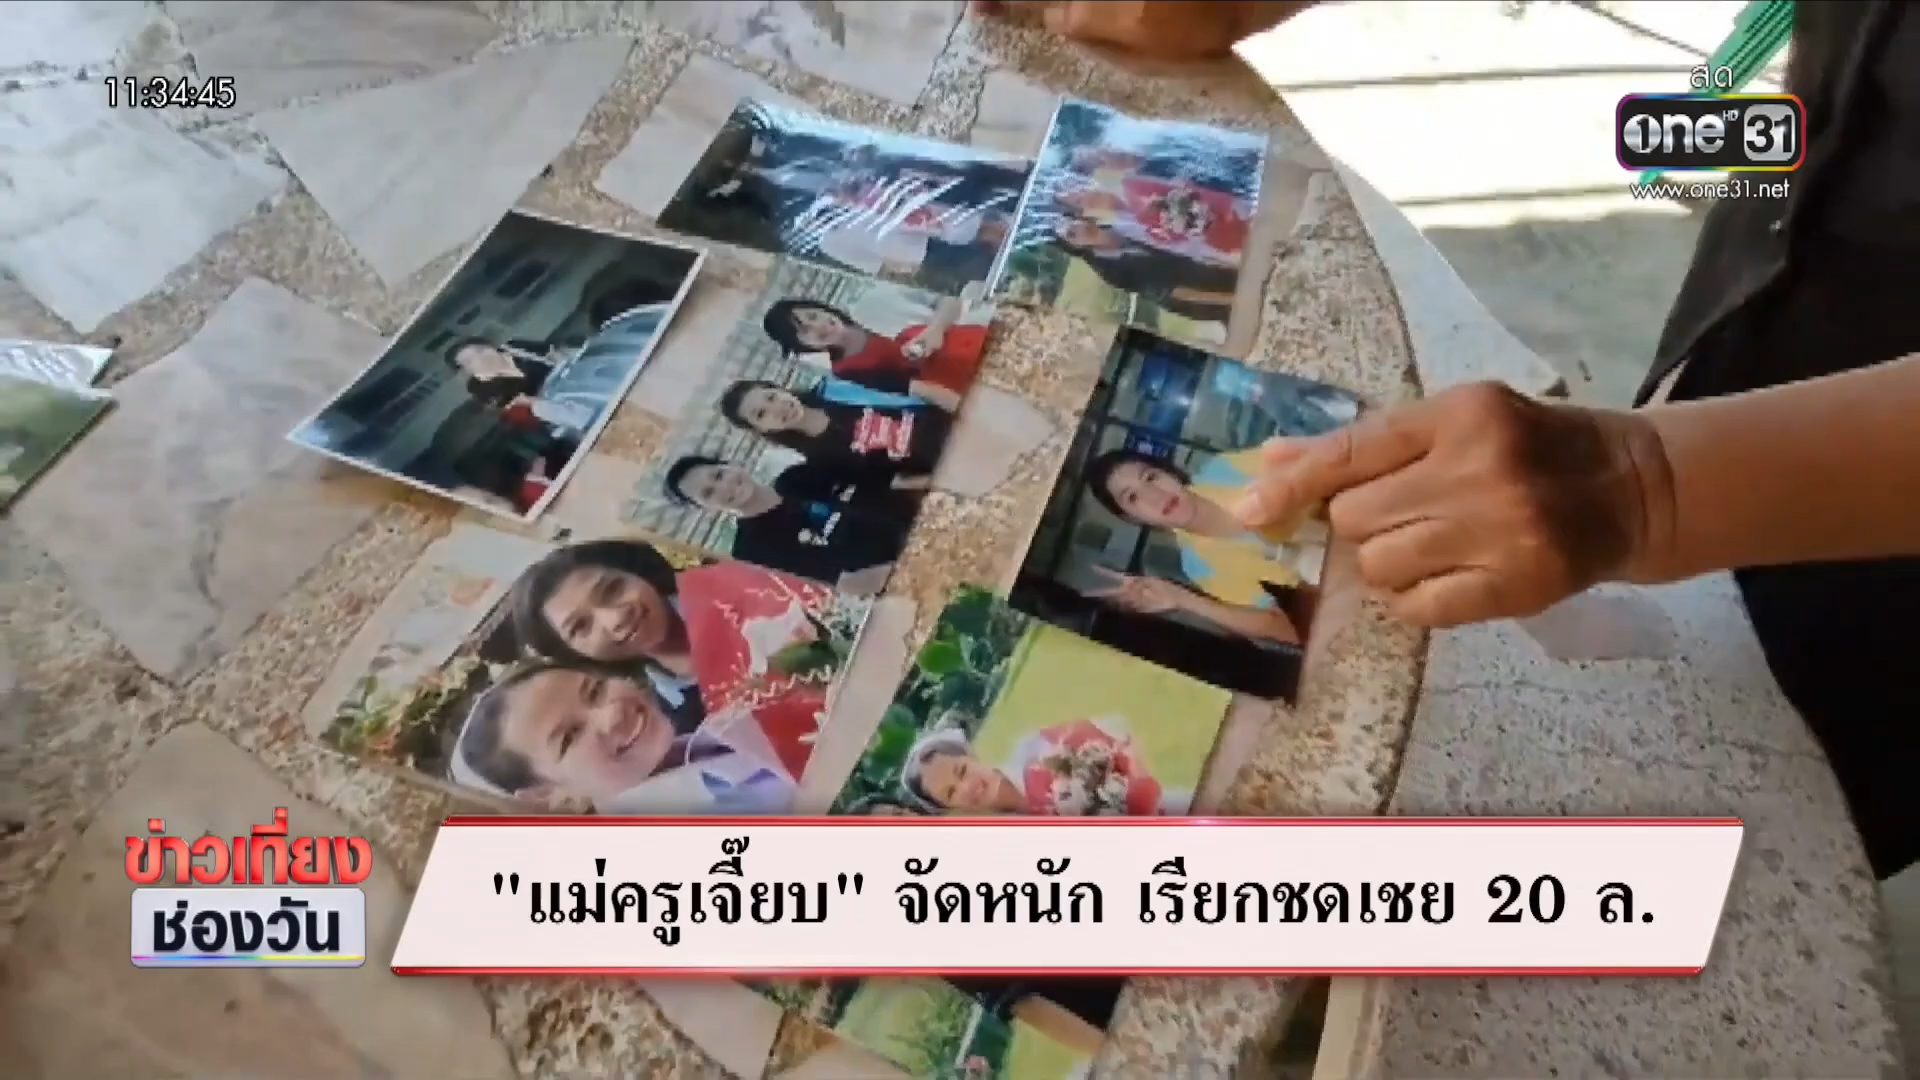 11:34:45
สด
one HD 31
www.one31.net
ข่าวเที่ยง
ช่องวัน
"แม่ครูเจี๊ยบ" จัดหนัก เรียกชดเชย 20 ล.